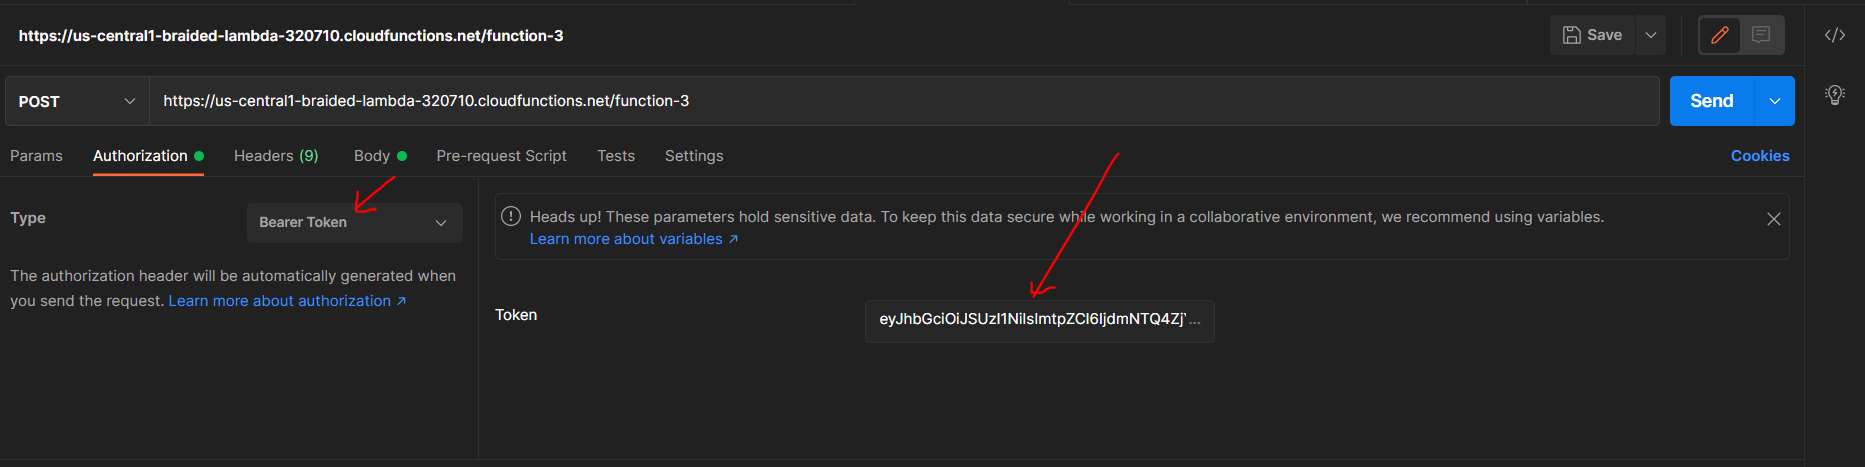 https://us-central1-braided-lambda-320710.cloudfunctions.net/function-3
Save
POST
https://us-central1-braided-lambda-320710.cloudfunctions.net/function-3
Send
Params
Authorization
Headers (9)
Body
Pre-request Script
Tests
Settings
Cookies
Type
Bearer Token
The authorization header will be automatically generated when
you send the request. Learn more about authorization ↗
Heads up! These parameters hold sensitive data. To keep this data secure while working in a collaborative environment, we recommend using variables.
Learn more about variables ↗
Token
eyJhbGciOiJSUzI1NiIsImtpZCI6IjdmNTQ4ZjY...